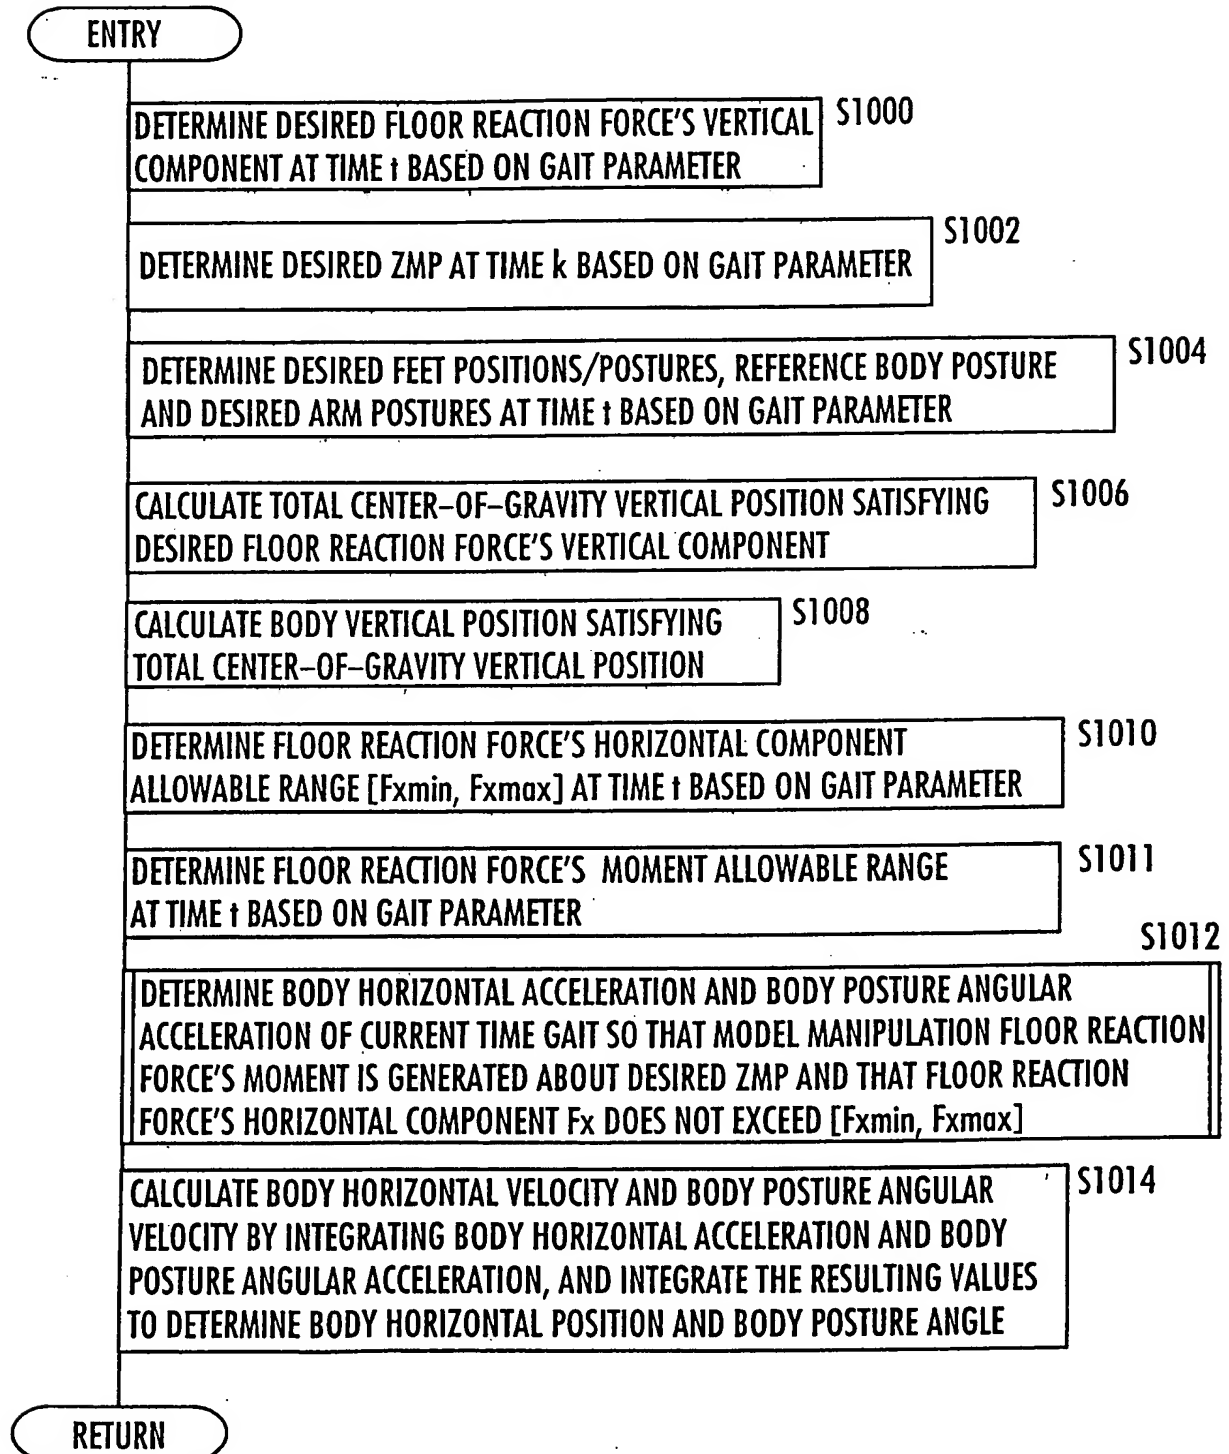 ENTRY
S1000
DETERMINE DESIRED FLOOR REACTION FORCE'S VERTICAL
COMPONENT AT TIME t BASED ON GAIT PARAMETER
S1002
DETERMINE DESIRED ZMP AT TIME k BASED ON GAIT PARAMETER
S1004
DETERMINE DESIRED FEET POSITIONS/POSTURES, REFERENCE BODY POSTURE
AND DESIRED ARM POSTURES AT TIME t BASED ON GAIT PARAMETER
S1006
CALCULATE TOTAL CENTER-OF-GRAVITY VERTICAL POSITION SATISFYING
DESIRED FLOOR REACTION FORCE'S VERTICAL COMPONENT
S1008
CALCULATE BODY VERTICAL POSITION SATISFYING
TOTAL CENTER-OF-GRAVITY VERTICAL POSITION
S1010
DETERMINE FLOOR REACTION FORCE'S HORIZONTAL COMPONENT
ALLOWABLE RANGE [Fxmin, Fxmax] AT TIME t BASED ON GAIT PARAMETER
S1011
DETERMINE FLOOR REACTION FORCE'S MOMENT ALLOWABLE RANGE
AT TIME t BASED ON GAIT PARAMETER
S1012
DETERMINE BODY HORIZONTAL ACCELERATION AND BODY POSTURE ANGULAR
ACCELERATION OF CURRENT TIME GAIT SO THAT MODEL MANIPULATION FLOOR REACTION
FORCE'S MOMENT IS GENERATED ABOUT DESIRED ZMP AND THAT FLOOR REACTION
FORCE'S HORIZONTAL COMPONENT Fx DOES NOT EXCEED [Fxmin, Fxmax]
S1014
CALCULATE BODY HORIZONTAL VELOCITY AND BODY POSTURE ANGULAR
VELOCITY BY INTEGRATING BODY HORIZONTAL ACCELERATION AND BODY
POSTURE ANGULAR ACCELERATION, AND INTEGRATE THE RESULTING VALUES
TO DETERMINE BODY HORIZONTAL POSITION AND BODY POSTURE ANGLE
RETURN